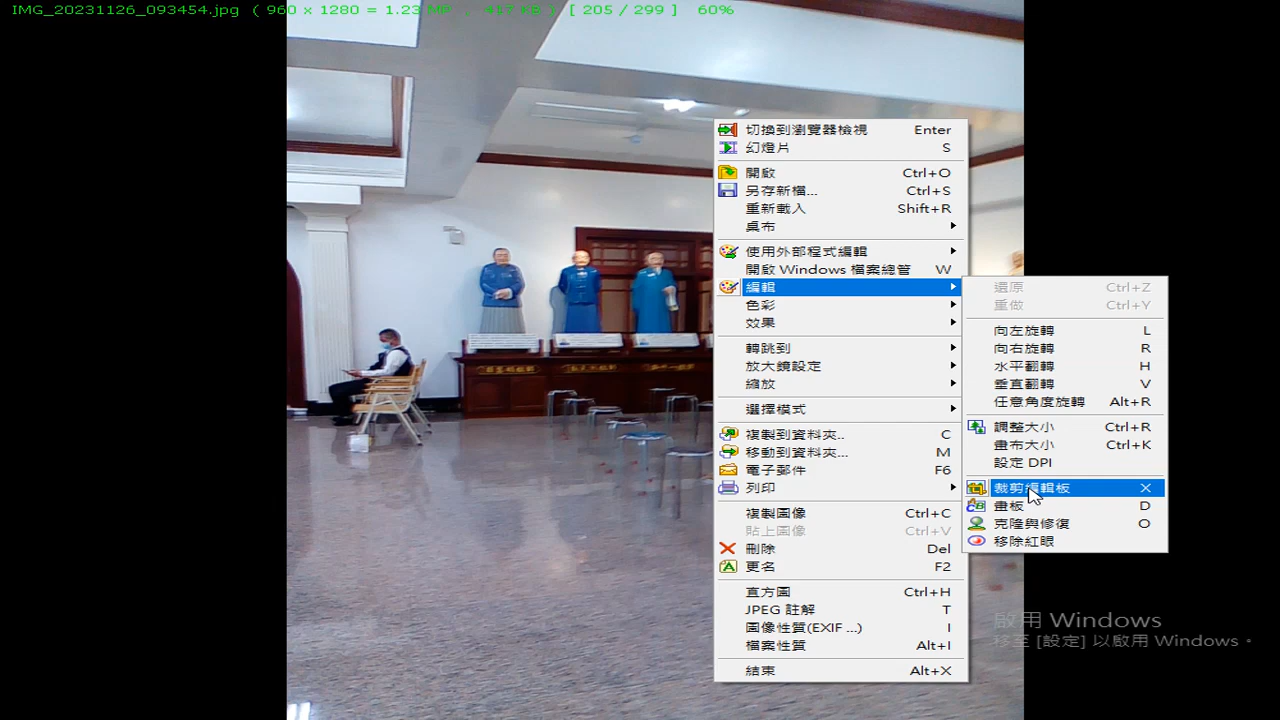 IMG_20231126_093454.jpg ( 960 x 1280 = 1.23 MP , 417 KB ) [ 205 / 299 ] 60%
切換到瀏覽器檢視 Enter
幻燈片 S
開啟 Ctrl+O
另存新檔... Ctrl+S
重新載入 Shift+R
桌布
使用外部程式編輯
開啟 Windows 檔案總管 W
編輯
色彩
效果
轉跳到
放大鏡設定
縮放
選擇模式
複製到資料夾.. C
移動到資料夾... M
電子郵件 F6
列印
複製圖像 Ctrl+C
貼上圖像 Ctrl+V
刪除 Del
更名 F2
直方圖 Ctrl+H
JPEG 註解 T
圖像性質(EXIF ...) I
檔案性質 Alt+I
結束 Alt+X
還原 Ctrl+Z
重做 Ctrl+Y
向左旋轉 L
向右旋轉 R
水平翻轉 H
垂直翻轉 V
任意角度旋轉 Alt+R
調整大小 Ctrl+R
畫布大小 Ctrl+K
設定 DPI
裁剪編輯板 X
畫板 D
克隆與修復 O
移除紅眼
啟用 Windows
移至 [設定] 以啟用 Windows。